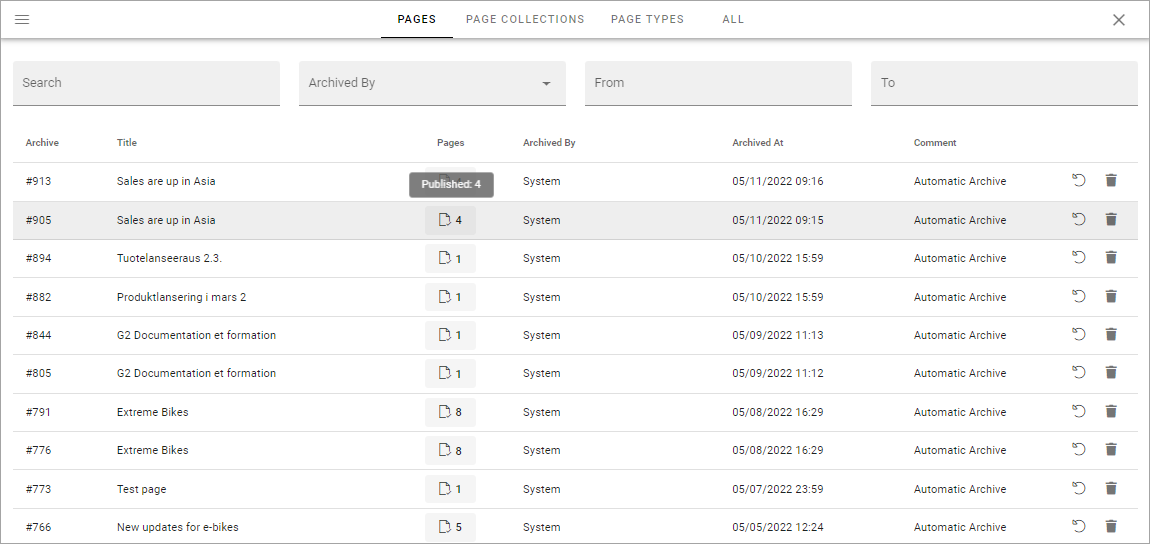 PAGES PAGE COLLECTIONS PAGE TYPES ALL
Search Archived By From To
Archive Title Pages Archived By Archived At Comment
#913 Sales are up in Asia System 05/11/2022 09:16 Automatic Archive
Published: 4
#905 Sales are up in Asia 4 System 05/11/2022 09:15 Automatic Archive
#894 Tuotelanseeraus 2.3. 1 System 05/10/2022 15:59 Automatic Archive
#882 Produktlansering i mars 2 1 System 05/10/2022 15:59 Automatic Archive
#844 G2 Documentation et formation 1 System 05/09/2022 11:13 Automatic Archive
#805 G2 Documentation et formation 1 System 05/09/2022 11:12 Automatic Archive
#791 Extreme Bikes 8 System 05/08/2022 16:29 Automatic Archive
#776 Extreme Bikes 8 System 05/08/2022 16:29 Automatic Archive
#773 Test page 1 System 05/07/2022 23:59 Automatic Archive
#766 New updates for e-bikes 5 System 05/05/2022 12:24 Automatic Archive